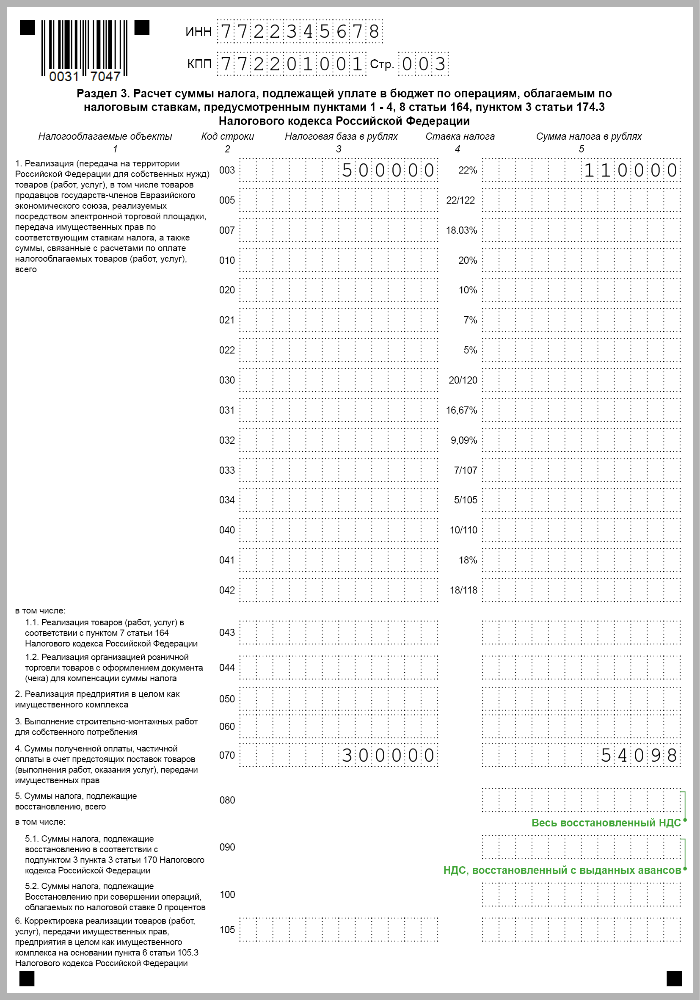 ИНН 7722345678
0031 7047
КПП 772201001 Стр. 003
Раздел 3. Расчет суммы налога, подлежащей уплате в бюджет по операциям, облагаемым по
налоговым ставкам, предусмотренным пунктами 1 - 4, 8 статьи 164, пунктом 3 статьи 174.3
Налогового кодекса Российской Федерации
Налогооблагаемые объекты Код строки Налоговая база в рублях Ставка налога Сумма налога в рублях
1 2 3 4 5
1. Реализация (передача на территории
Российской Федерации для собственных нужд)
товаров (работ, услуг), в том числе товаров
продавцов государств-членов Евразийского
экономического союза, реализуемых
посредством электронной торговой площадки,
передача имущественных прав по
соответствующим ставкам налога, а также
суммы, связанные с расчетами по оплате
налогооблагаемых товаров (работ, услуг),
всего
003 500000 22% 110000
005 22/122
007 18.03%
010 20%
020 10%
021 7%
022 5%
030 20/120
031 16,67%
032 9,09%
033 7/107
034 5/105
040 10/110
041 18%
042 18/118
в том числе:
1.1. Реализация товаров (работ, услуг) в
соответствии с пунктом 7 статьи 164
Налогового кодекса Российской Федерации
043
1.2. Реализация организацией розничной
торговли товаров с оформлением документа
(чека) для компенсации суммы налога
044
2. Реализация предприятия в целом как
имущественного комплекса
050
3. Выполнение строительно-монтажных работ
для собственного потребления
060
4. Суммы полученной оплаты, частичной
оплаты в счет предстоящих поставок товаров
(выполнения работ, оказания услуг), передачи
имущественных прав
070 300000 54098
5. Суммы налога, подлежащие
восстановлению, всего
080
в том числе:
Весь восстановленный НДС
5.1. Суммы налога, подлежащие
восстановлению в соответствии с
подпунктом 3 пункта 3 статьи 170 Налогового
кодекса Российской Федерации
090
НДС, восстановленный с выданных авансов
5.2. Суммы налога, подлежащие
Восстановлению при совершении операций,
облагаемых по налоговой ставке 0 процентов
100
6. Корректировка реализации товаров (работ,
услуг), передачи имущественных прав,
предприятия в целом как имущественного
комплекса на основании пункта 6 статьи 105.3
Налогового кодекса Российской Федерации
105